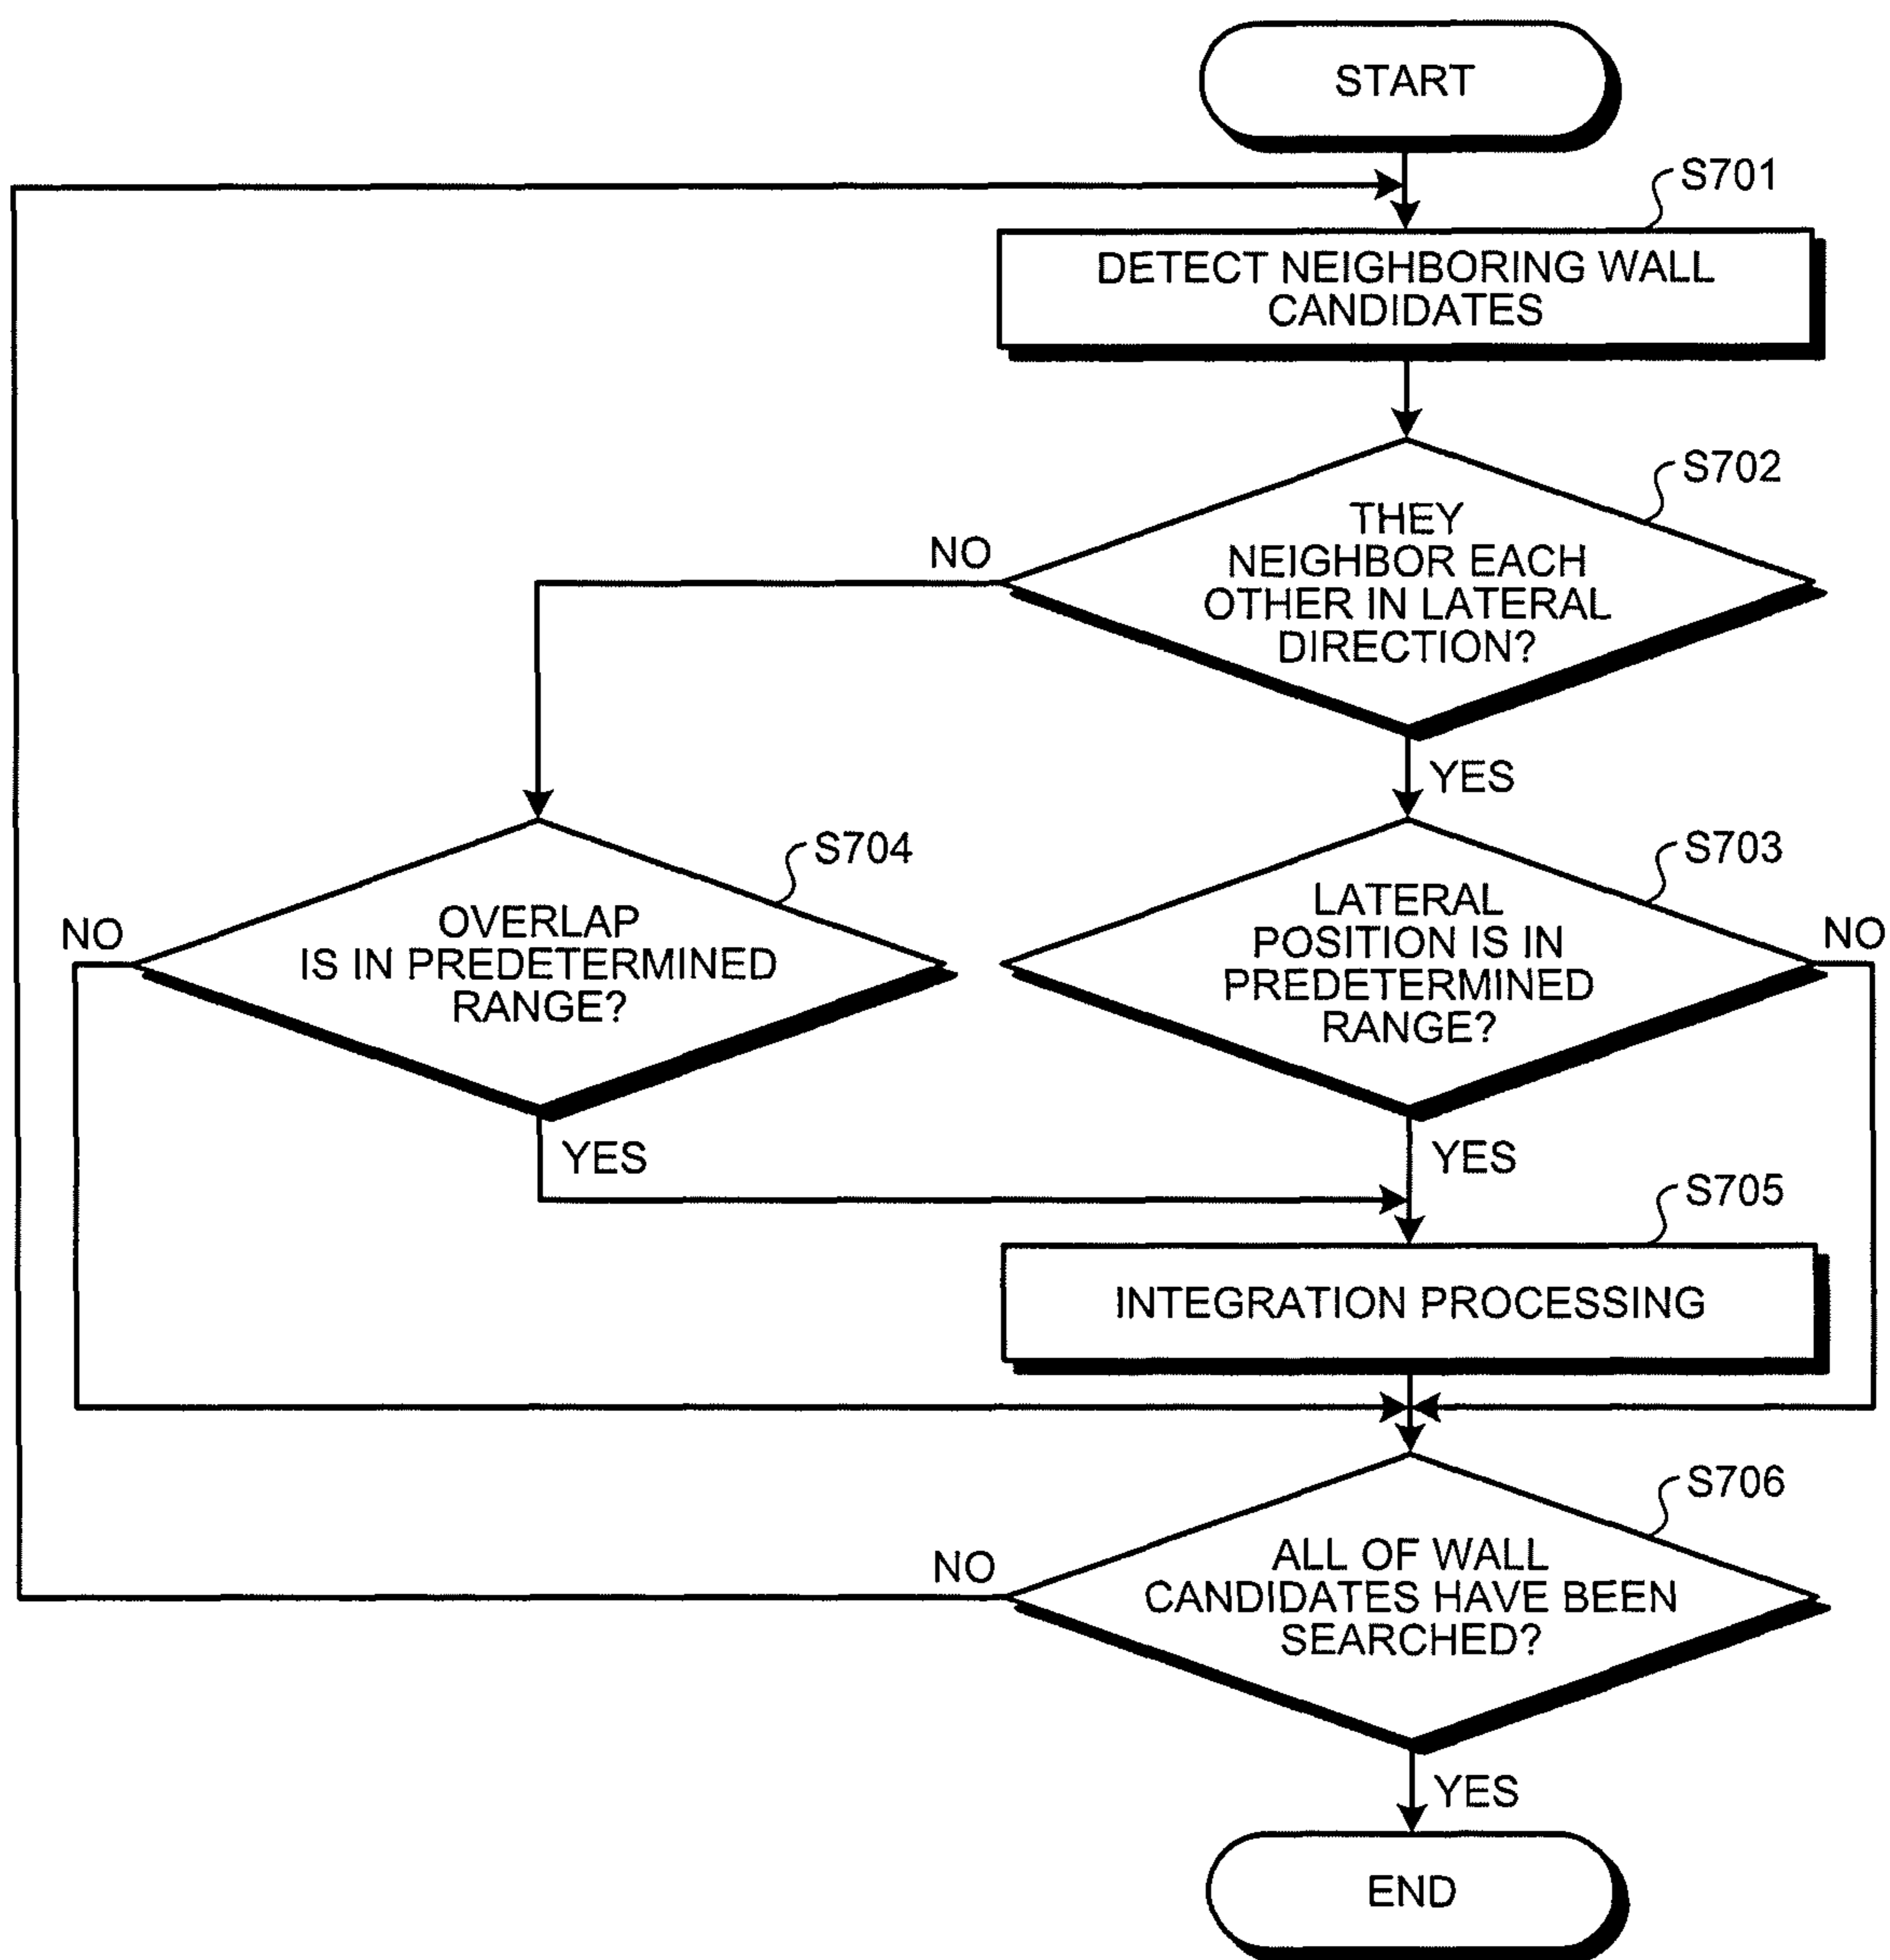 START
S701
DETECT NEIGHBORING WALL
CANDIDATES
S702
THEY
NEIGHBOR EACH
OTHER IN LATERAL
DIRECTION?
NO
YES
S704
OVERLAP
IS IN PREDETERMINED
RANGE?
NO
YES
S703
LATERAL
POSITION IS IN
PREDETERMINED
RANGE?
NO
YES
S705
INTEGRATION PROCESSING
S706
ALL OF WALL
CANDIDATES HAVE BEEN
SEARCHED?
NO
YES
END